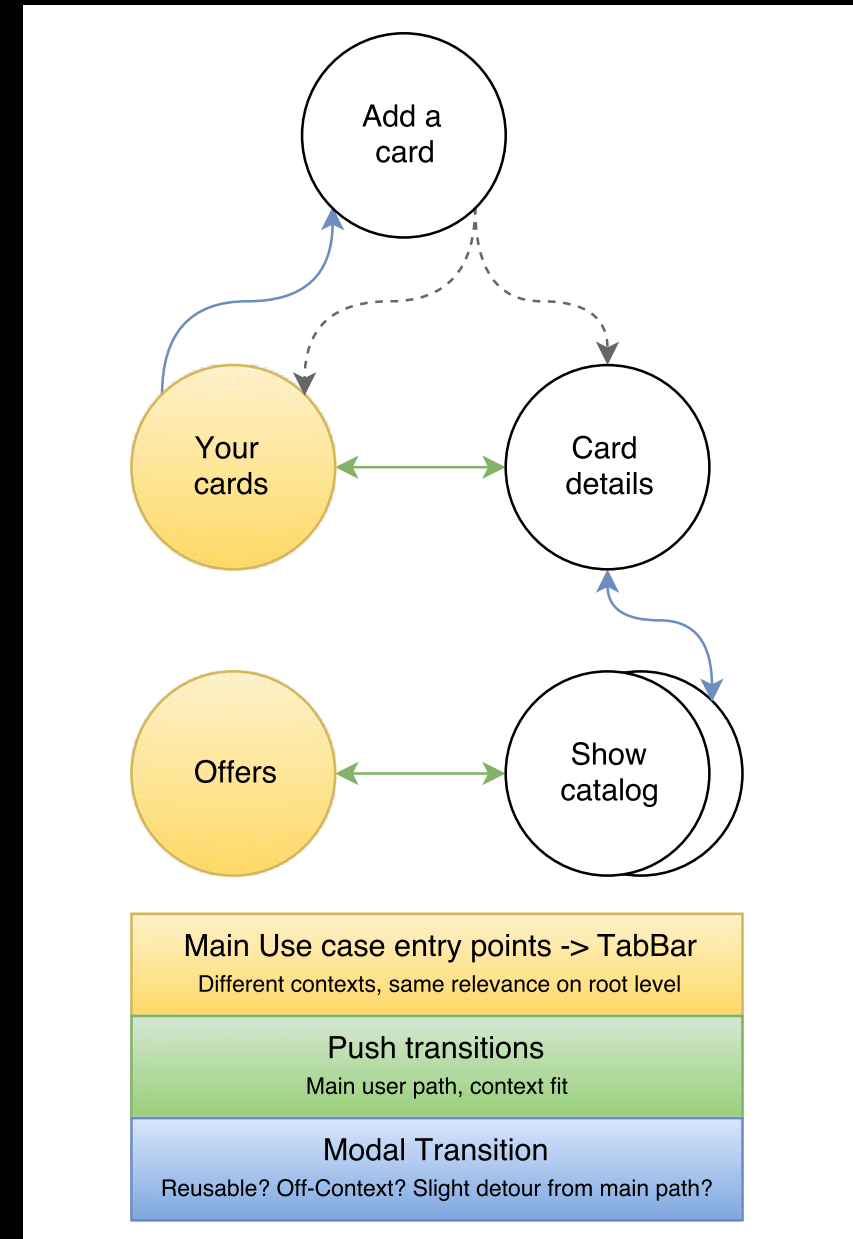 Add a
card
Your
cards
Card
details
Offers
Show
catalog
Main Use case entry points -> TabBar
Different contexts, same relevance on root level
Push transitions
Main user path, context fit
Modal Transition
Reusable? Off-Context? Slight detour from main path?